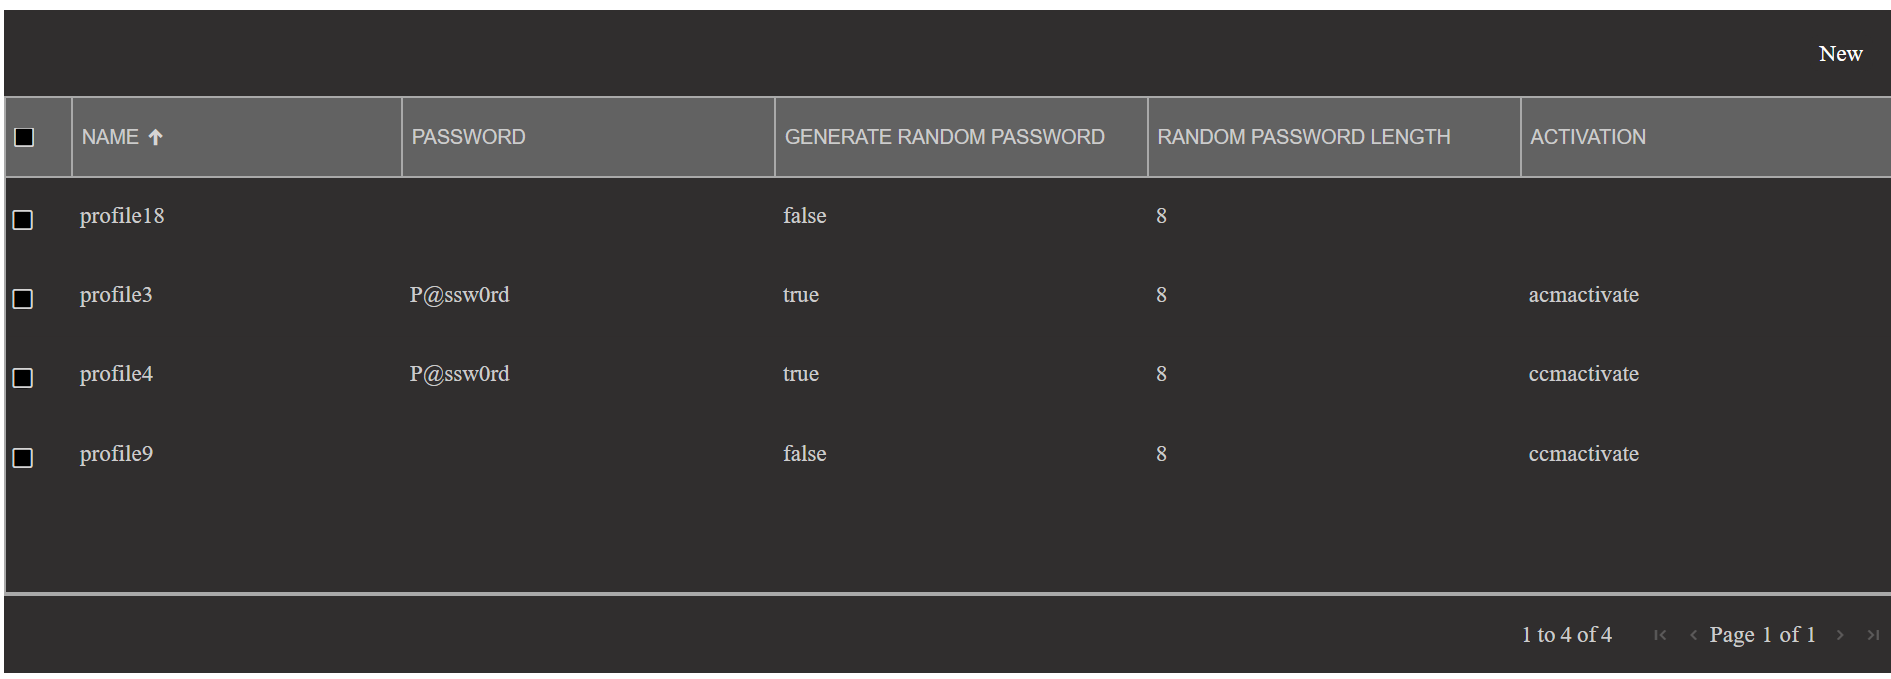 New
NAME PASSWORD GENERATE RANDOM PASSWORD RANDOM PASSWORD LENGTH ACTIVATION
profile18 false 8
profile3 P@ssw0rd true 8 acmactivate
profile4 P@ssw0rd true 8 ccmactivate
profile9 false 8 ccmactivate
1 to 4 of 4 Page 1 of 1